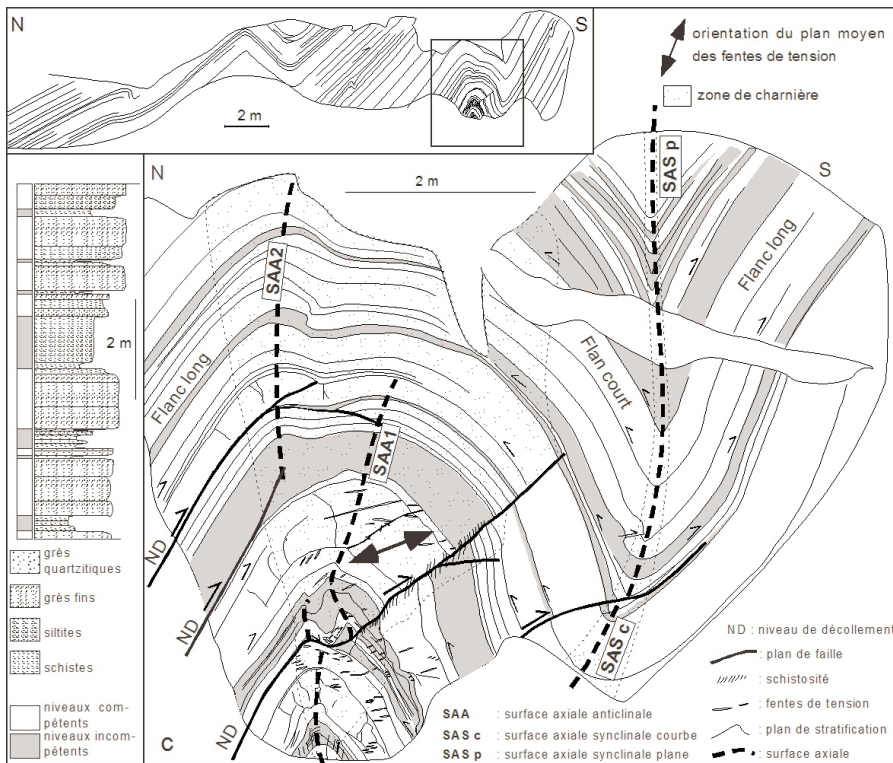 N
S
orientation du plan moyen
des fentes de tension
zone de charnière
2 m
N
2 m
SAS p
S
SAA2
Flanc long
Flanc long
Flan court
2 m
SAA1
ND
ND
ND
SAS c
grès
quartzitiques
grès fins
siltites
schistes
niveaux com-
pétents
niveaux incom-
pétents
C
SAA : surface axiale anticlinale
SAS c : surface axiale synclinale courbe
SAS p : surface axiale synclinale plane
ND : niveau de décollement
: plan de faille
: schistosité
: fentes de tension
: plan de stratification
: surface axiale